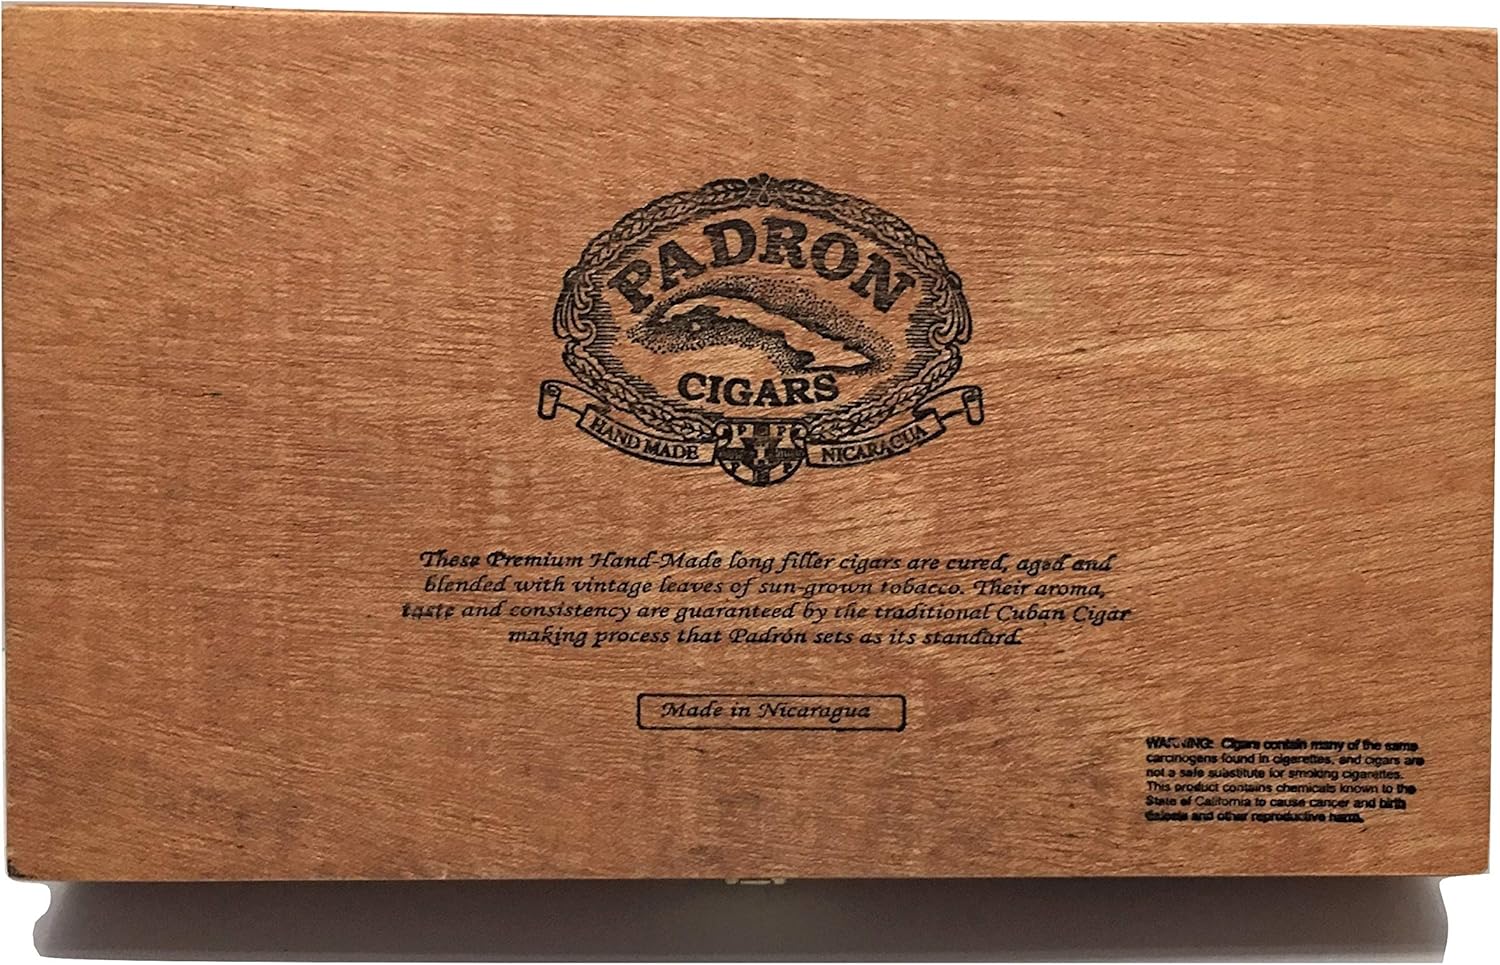 PADRON
CIGARS
HAND MADE
NICARAGUA
P P
P P
These Premium Hand-Made long filler cigars are cured, aged and
blended with vintage leaves of sun-grown tobacco. Their aroma,
taste and consistency are guaranteed by the traditional Cuban Cigar
making process that Padrón sets as its standard.
Made in Nicaragua
WARNING: Cigars contain many of the same
carcinogens found in cigarettes, and cigars are
not a safe substitute for smoking cigarettes.
This product contains chemicals known to the
State of California to cause cancer and birth
defects and other reproductive harm.